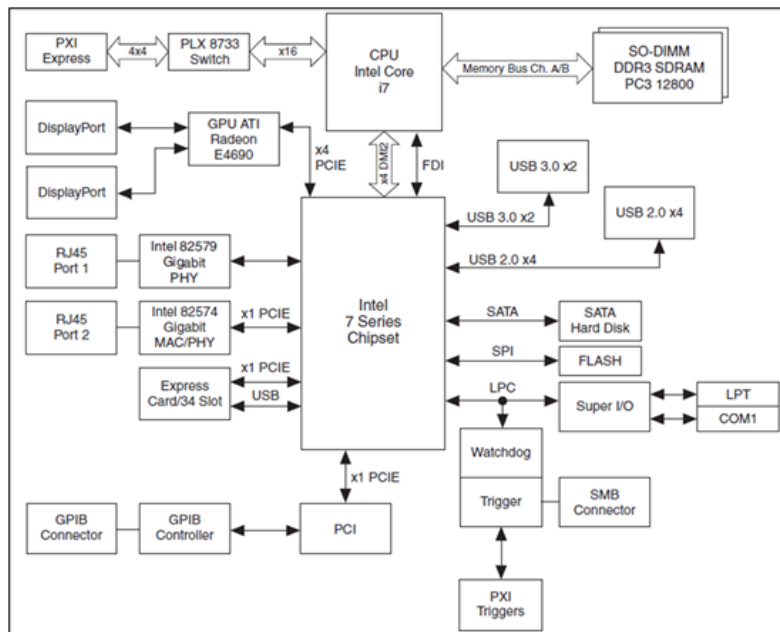 PXI
Express
4x4
PLX 8733
Switch
x16
CPU
Intel Core
i7
Memory Bus Ch. A/B
SO-DIMM
DDR3 SDRAM
PC3 12800
DisplayPort
GPU ATI
Radeon
E4690
x4
PCIE
x4 DMI2
FDI
DisplayPort
USB 3.0 x2
USB 3.0 x2
USB 2.0 x4
USB 2.0 x4
RJ45
Port 1
Intel 82579
Gigabit
PHY
RJ45
Port 2
Intel 82574
Gigabit
MAC/PHY
x1 PCIE
Intel
7 Series
Chipset
SATA
SATA
Hard Disk
SPI
FLASH
Express
Card/34 Slot
x1 PCIE
USB
LPC
Super I/O
LPT
COM1
Watchdog
Trigger
SMB
Connector
x1 PCIE
GPIB
Connector
GPIB
Controller
PCI
PXI
Triggers